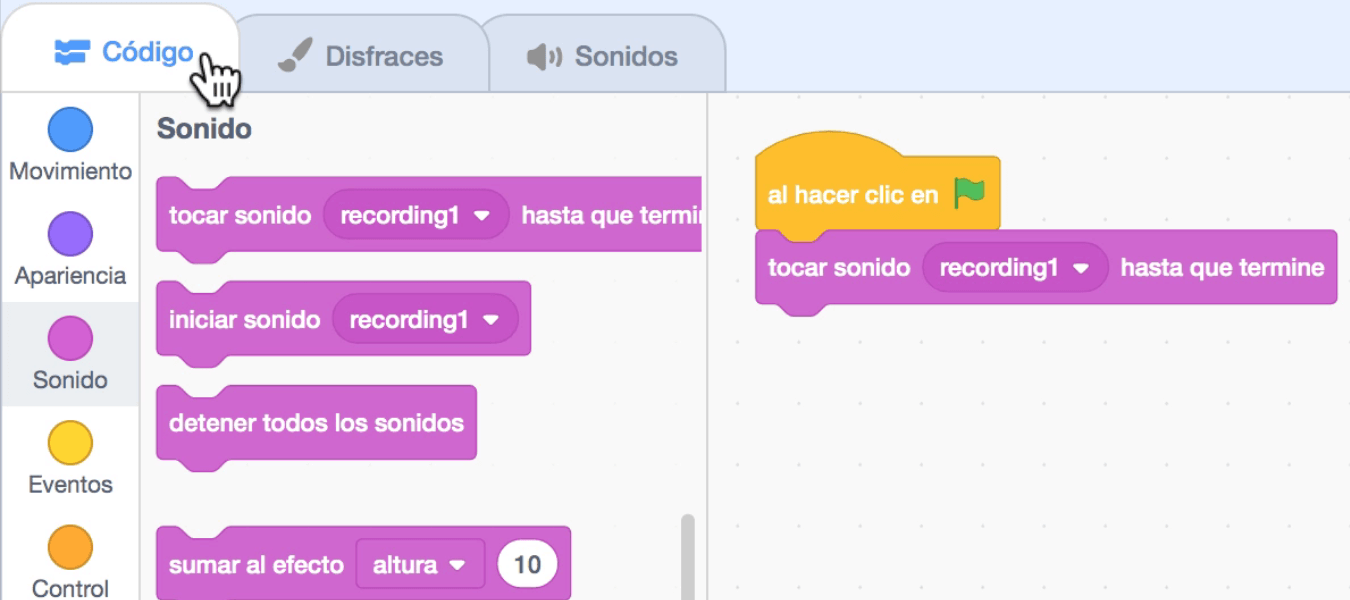 Código
Disfraces
Sonidos
Movimiento
Apariencia
Sonido
Eventos
Control
Sonido
tocar sonido recording1 hasta que termi
iniciar sonido recording1
detener todos los sonidos
sumar al efecto altura 10
al hacer clic en
tocar sonido recording1 hasta que termine